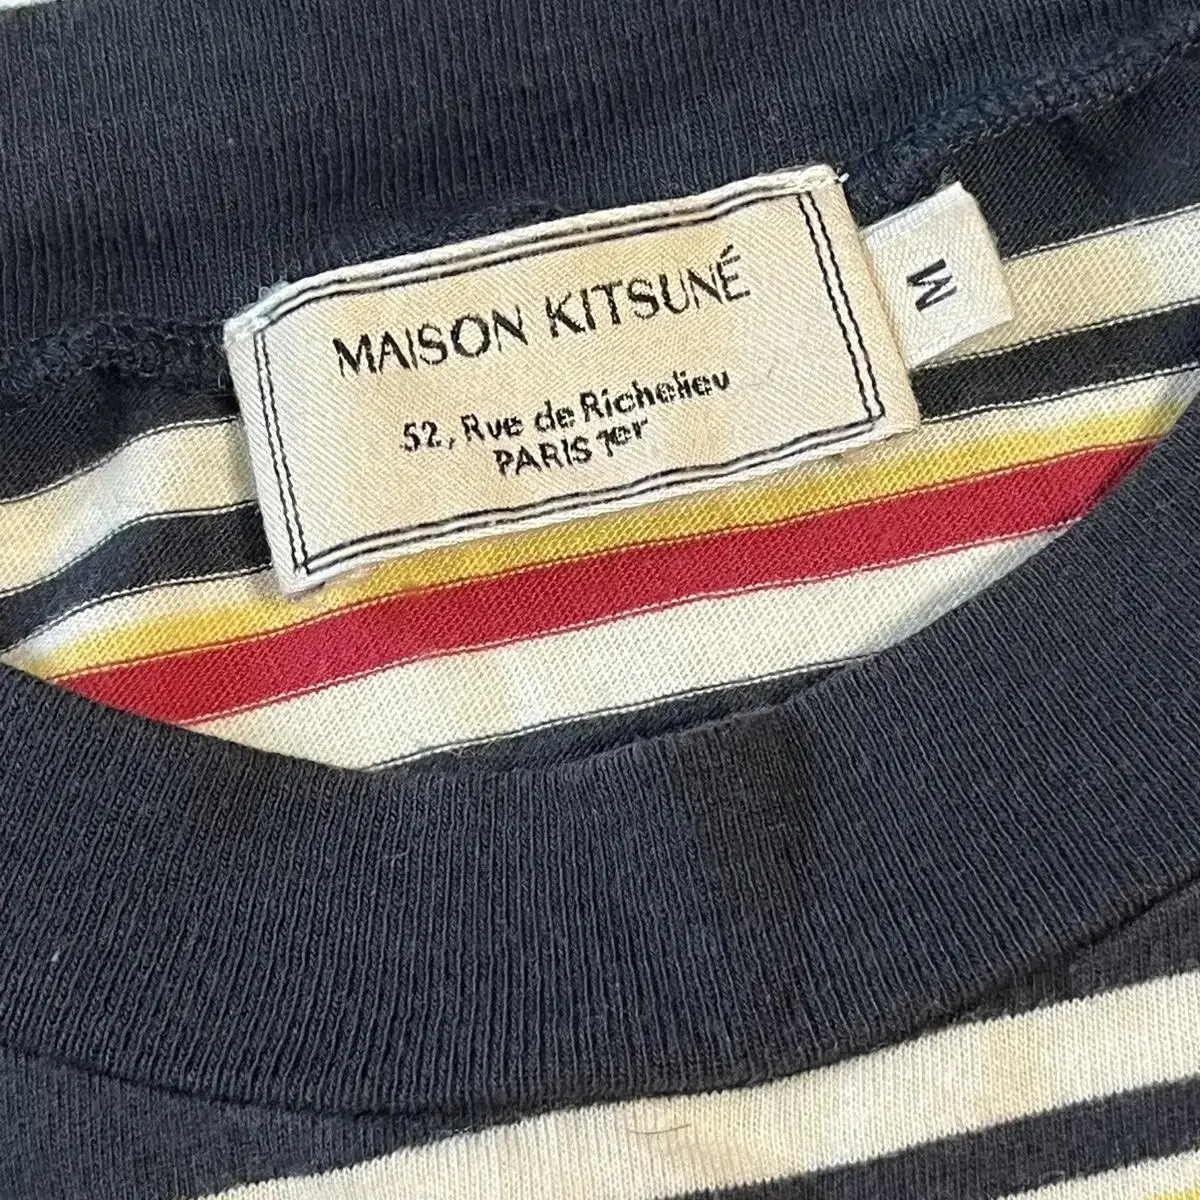 MAISON KITSUNÉ
52, Rue de Richelieu
PARIS 1er
M